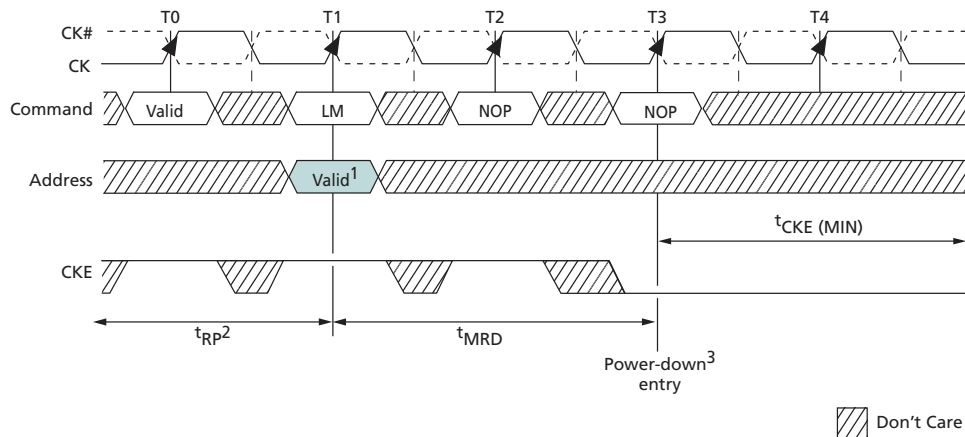 T0 T1 T2 T3 T4
CK#
CK
Command Valid LM NOP NOP
Address Valid1
tCKE (MIN)
CKE
tRP2 tMRD
Power-down3
entry
Don't Care